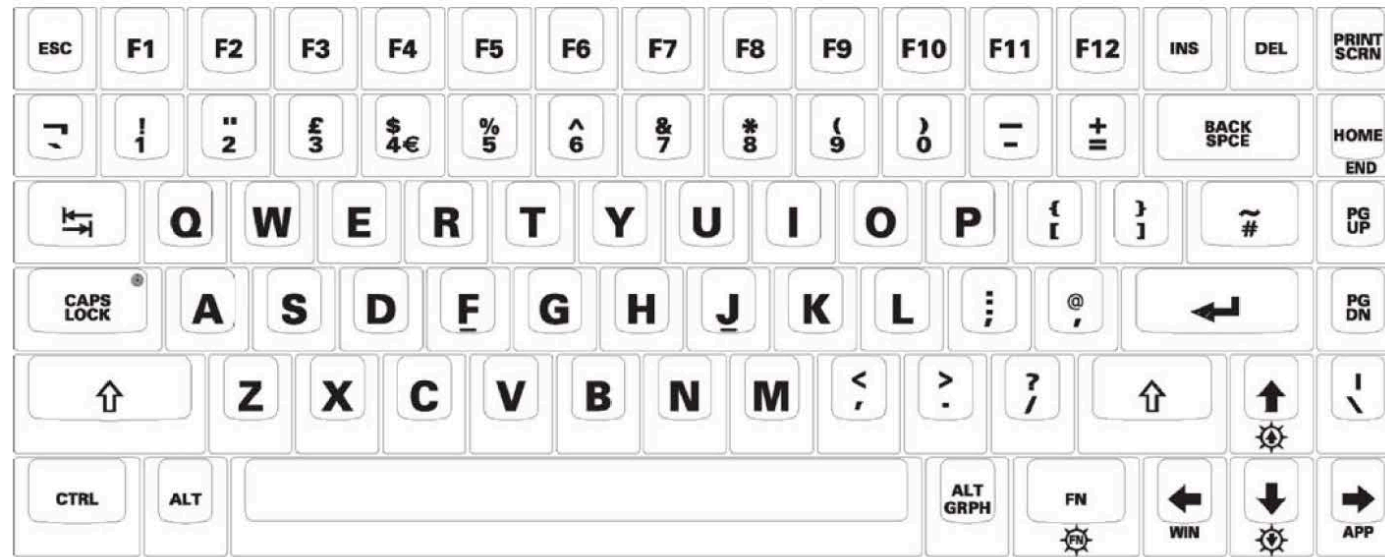 ESC F1 F2 F3 F4 F5 F6 F7 F8 F9 F10 F11 F12 INS DEL PRINT SCRN
¬ ! " £ $ % ^ & * ( ) — +
` 1 2 3 4€ 5 6 7 8 9 0 - = BACK SPCE HOME
END
Q W E R T Y U I O P { [ } ] ~ # PG UP
CAPS LOCK A S D F G H J K L : ; @ ' PG DN
Z X C V B N M < , > . ? / | \
CTRL ALT ALT GRPH FN
FN WIN APP